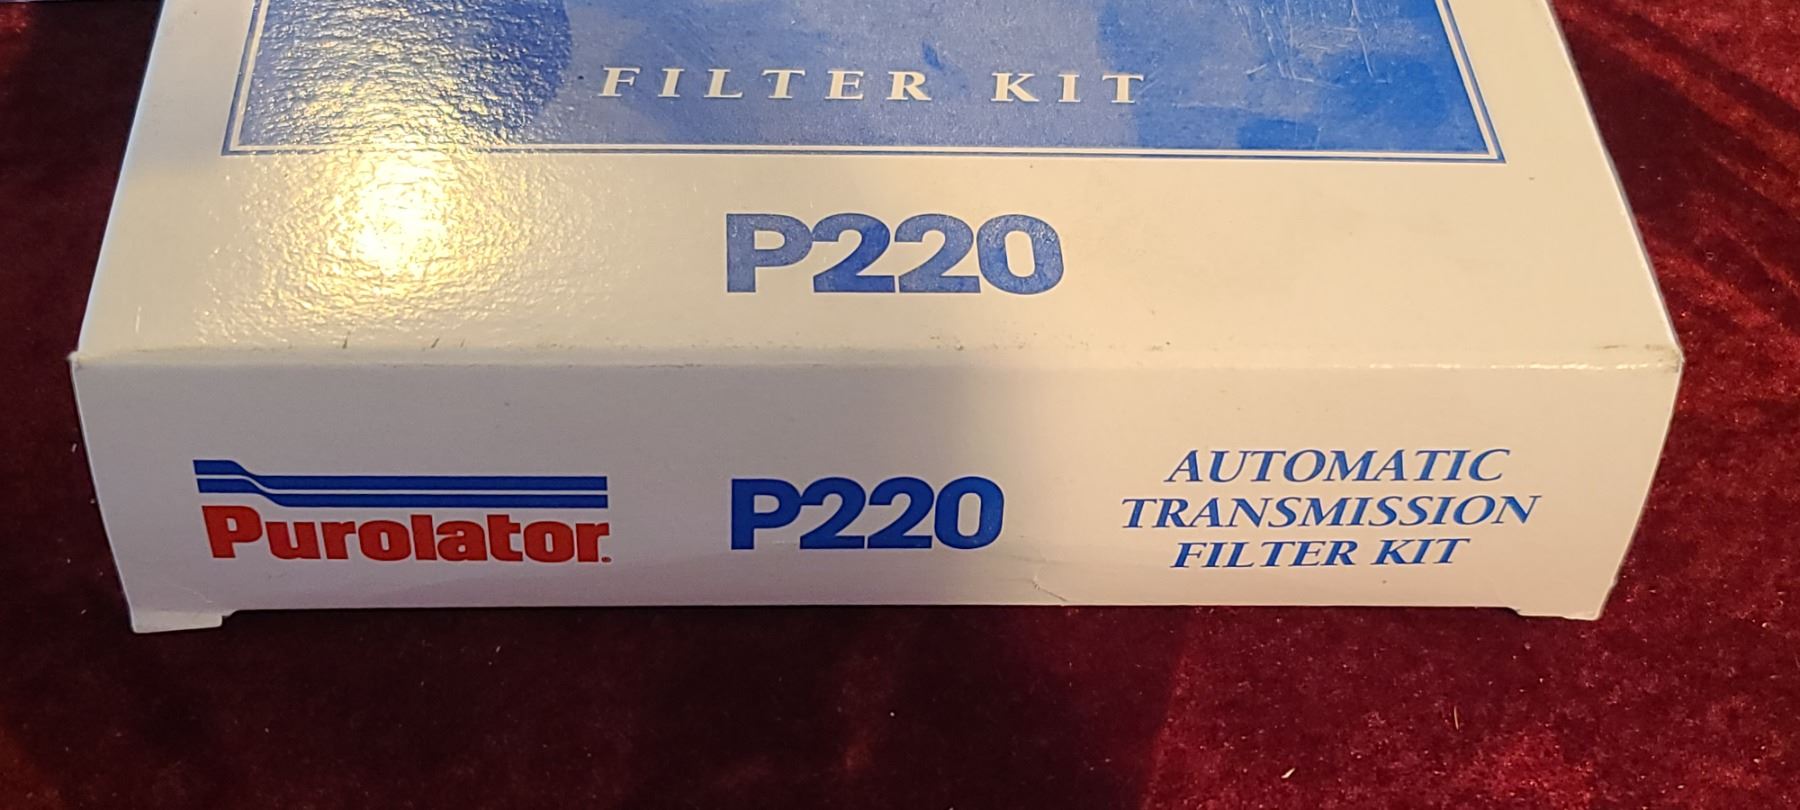 FILTER KIT
P220
Purolator
P220
AUTOMATIC
TRANSMISSION
FILTER KIT